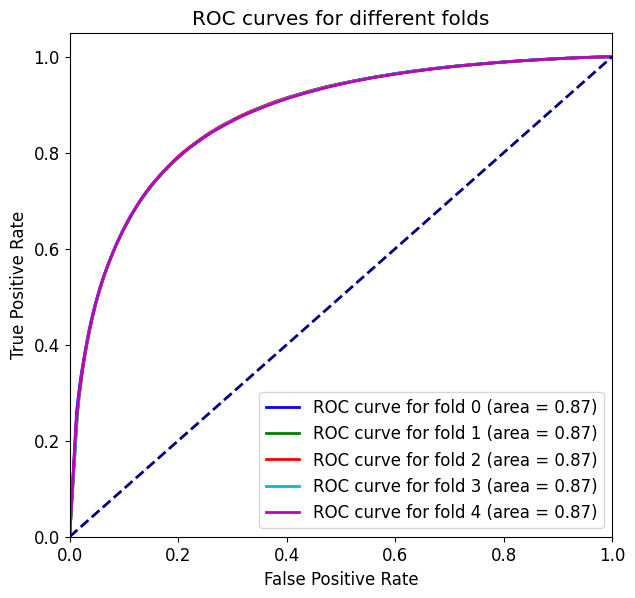 ROC curves for different folds
1.0
0.8
0.6
0.4
0.2
0.0
True Positive Rate
ROC curve for fold 0 (area = 0.87)
ROC curve for fold 1 (area = 0.87)
ROC curve for fold 2 (area = 0.87)
ROC curve for fold 3 (area = 0.87)
ROC curve for fold 4 (area = 0.87)
0.0 0.2 0.4 0.6 0.8 1.0
False Positive Rate